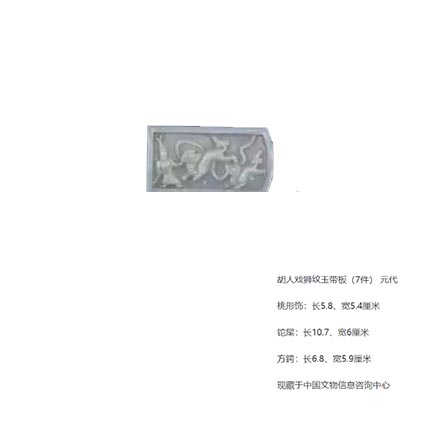 胡人戏狮纹玉带板（7件） 元代
桃形饰：长5.8、宽5.4厘米
铊尾：长10.7、宽6厘米
方銙：长6.8、宽5.9厘米
现藏于中国文物信息咨询中心